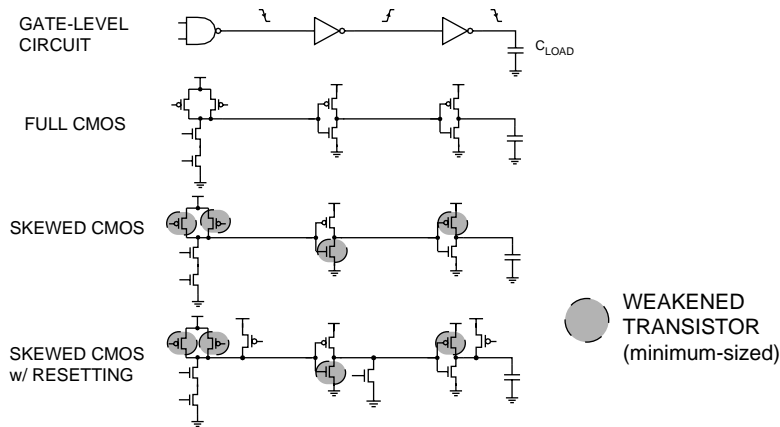 GATE-LEVEL
CIRCUIT
C_LOAD
FULL CMOS
SKEWED CMOS
SKEWED CMOS
w/ RESETTING
WEAKENED
TRANSISTOR
(minimum-sized)